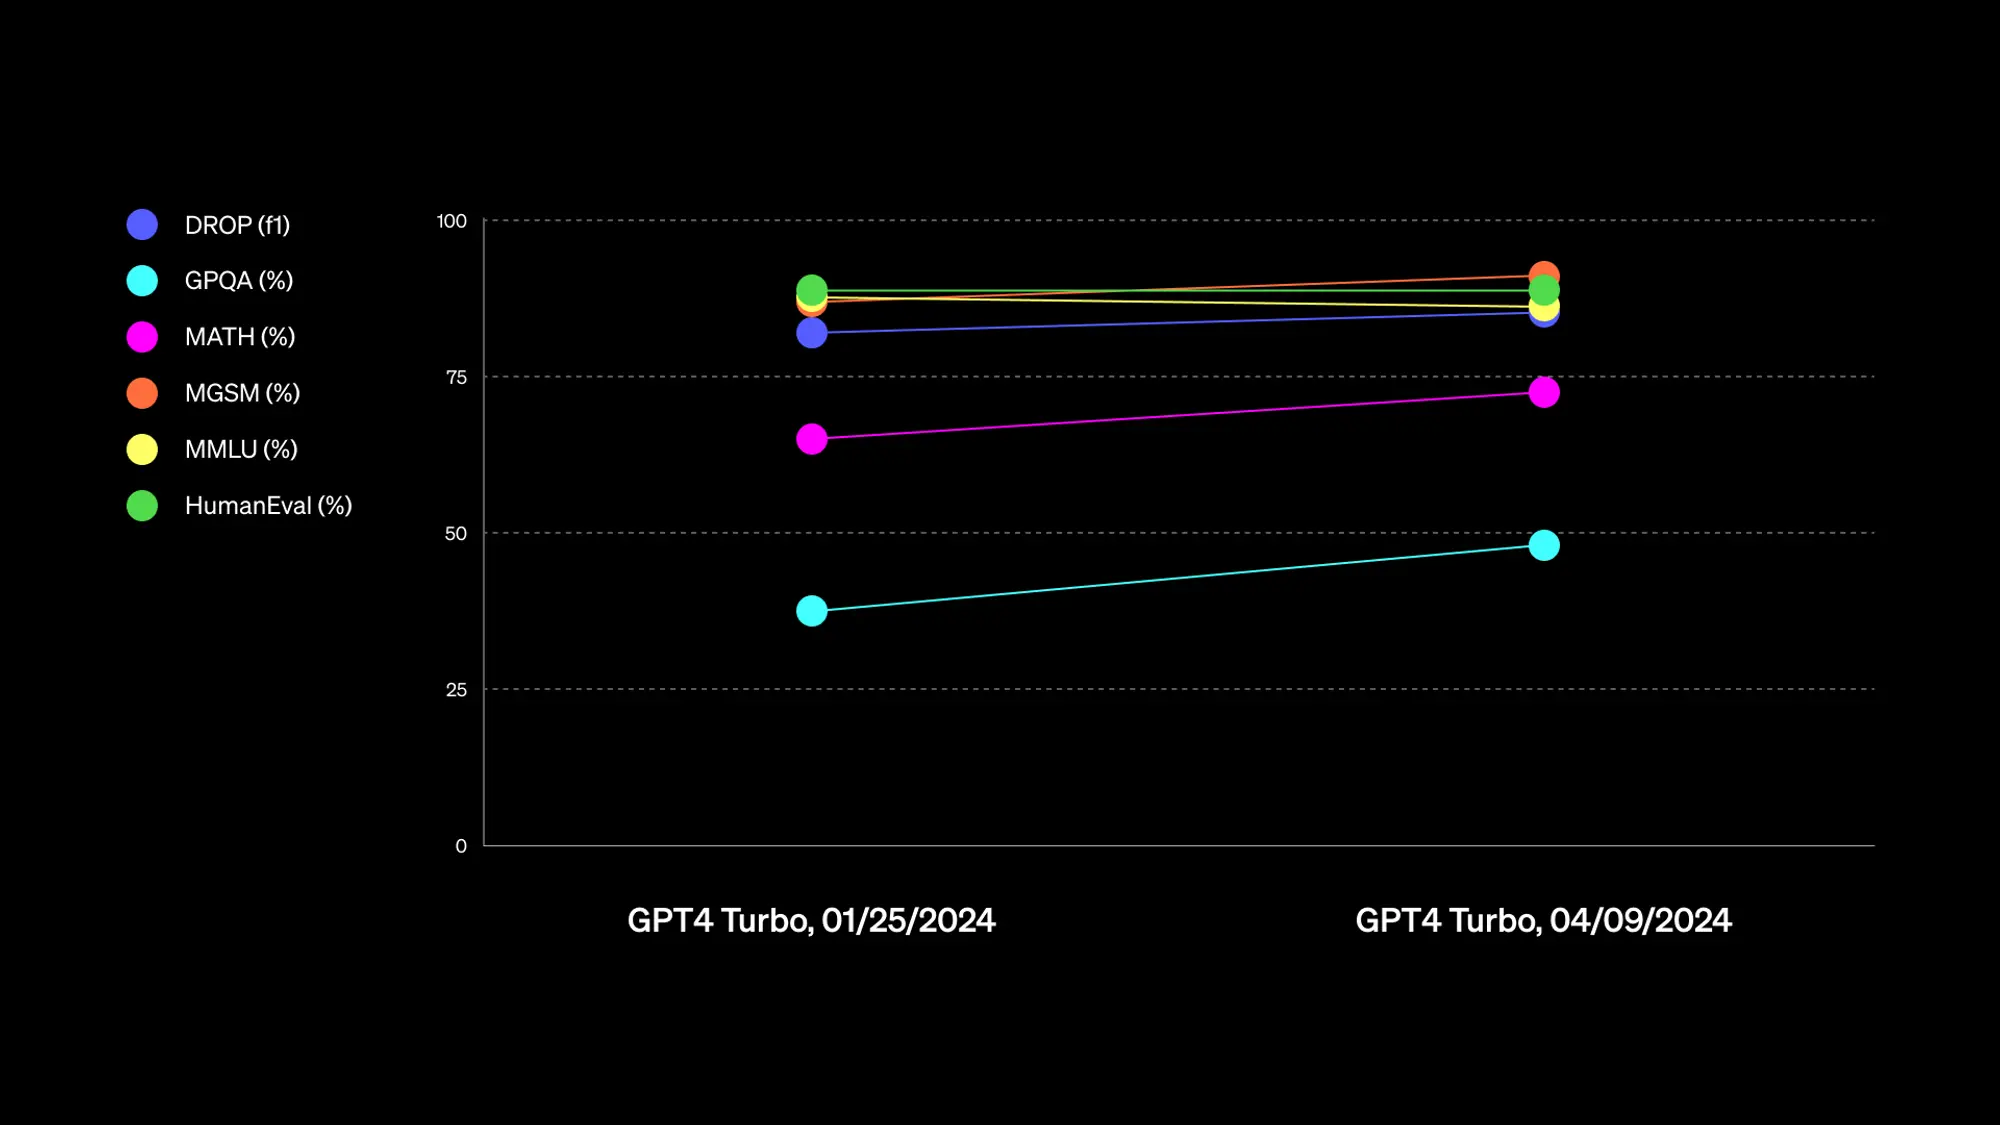 DROP (f1)
GPQA (%)
MATH (%)
MGSM (%)
MMLU (%)
HumanEval (%)
100
75
50
25
0
GPT4 Turbo, 01/25/2024
GPT4 Turbo, 04/09/2024